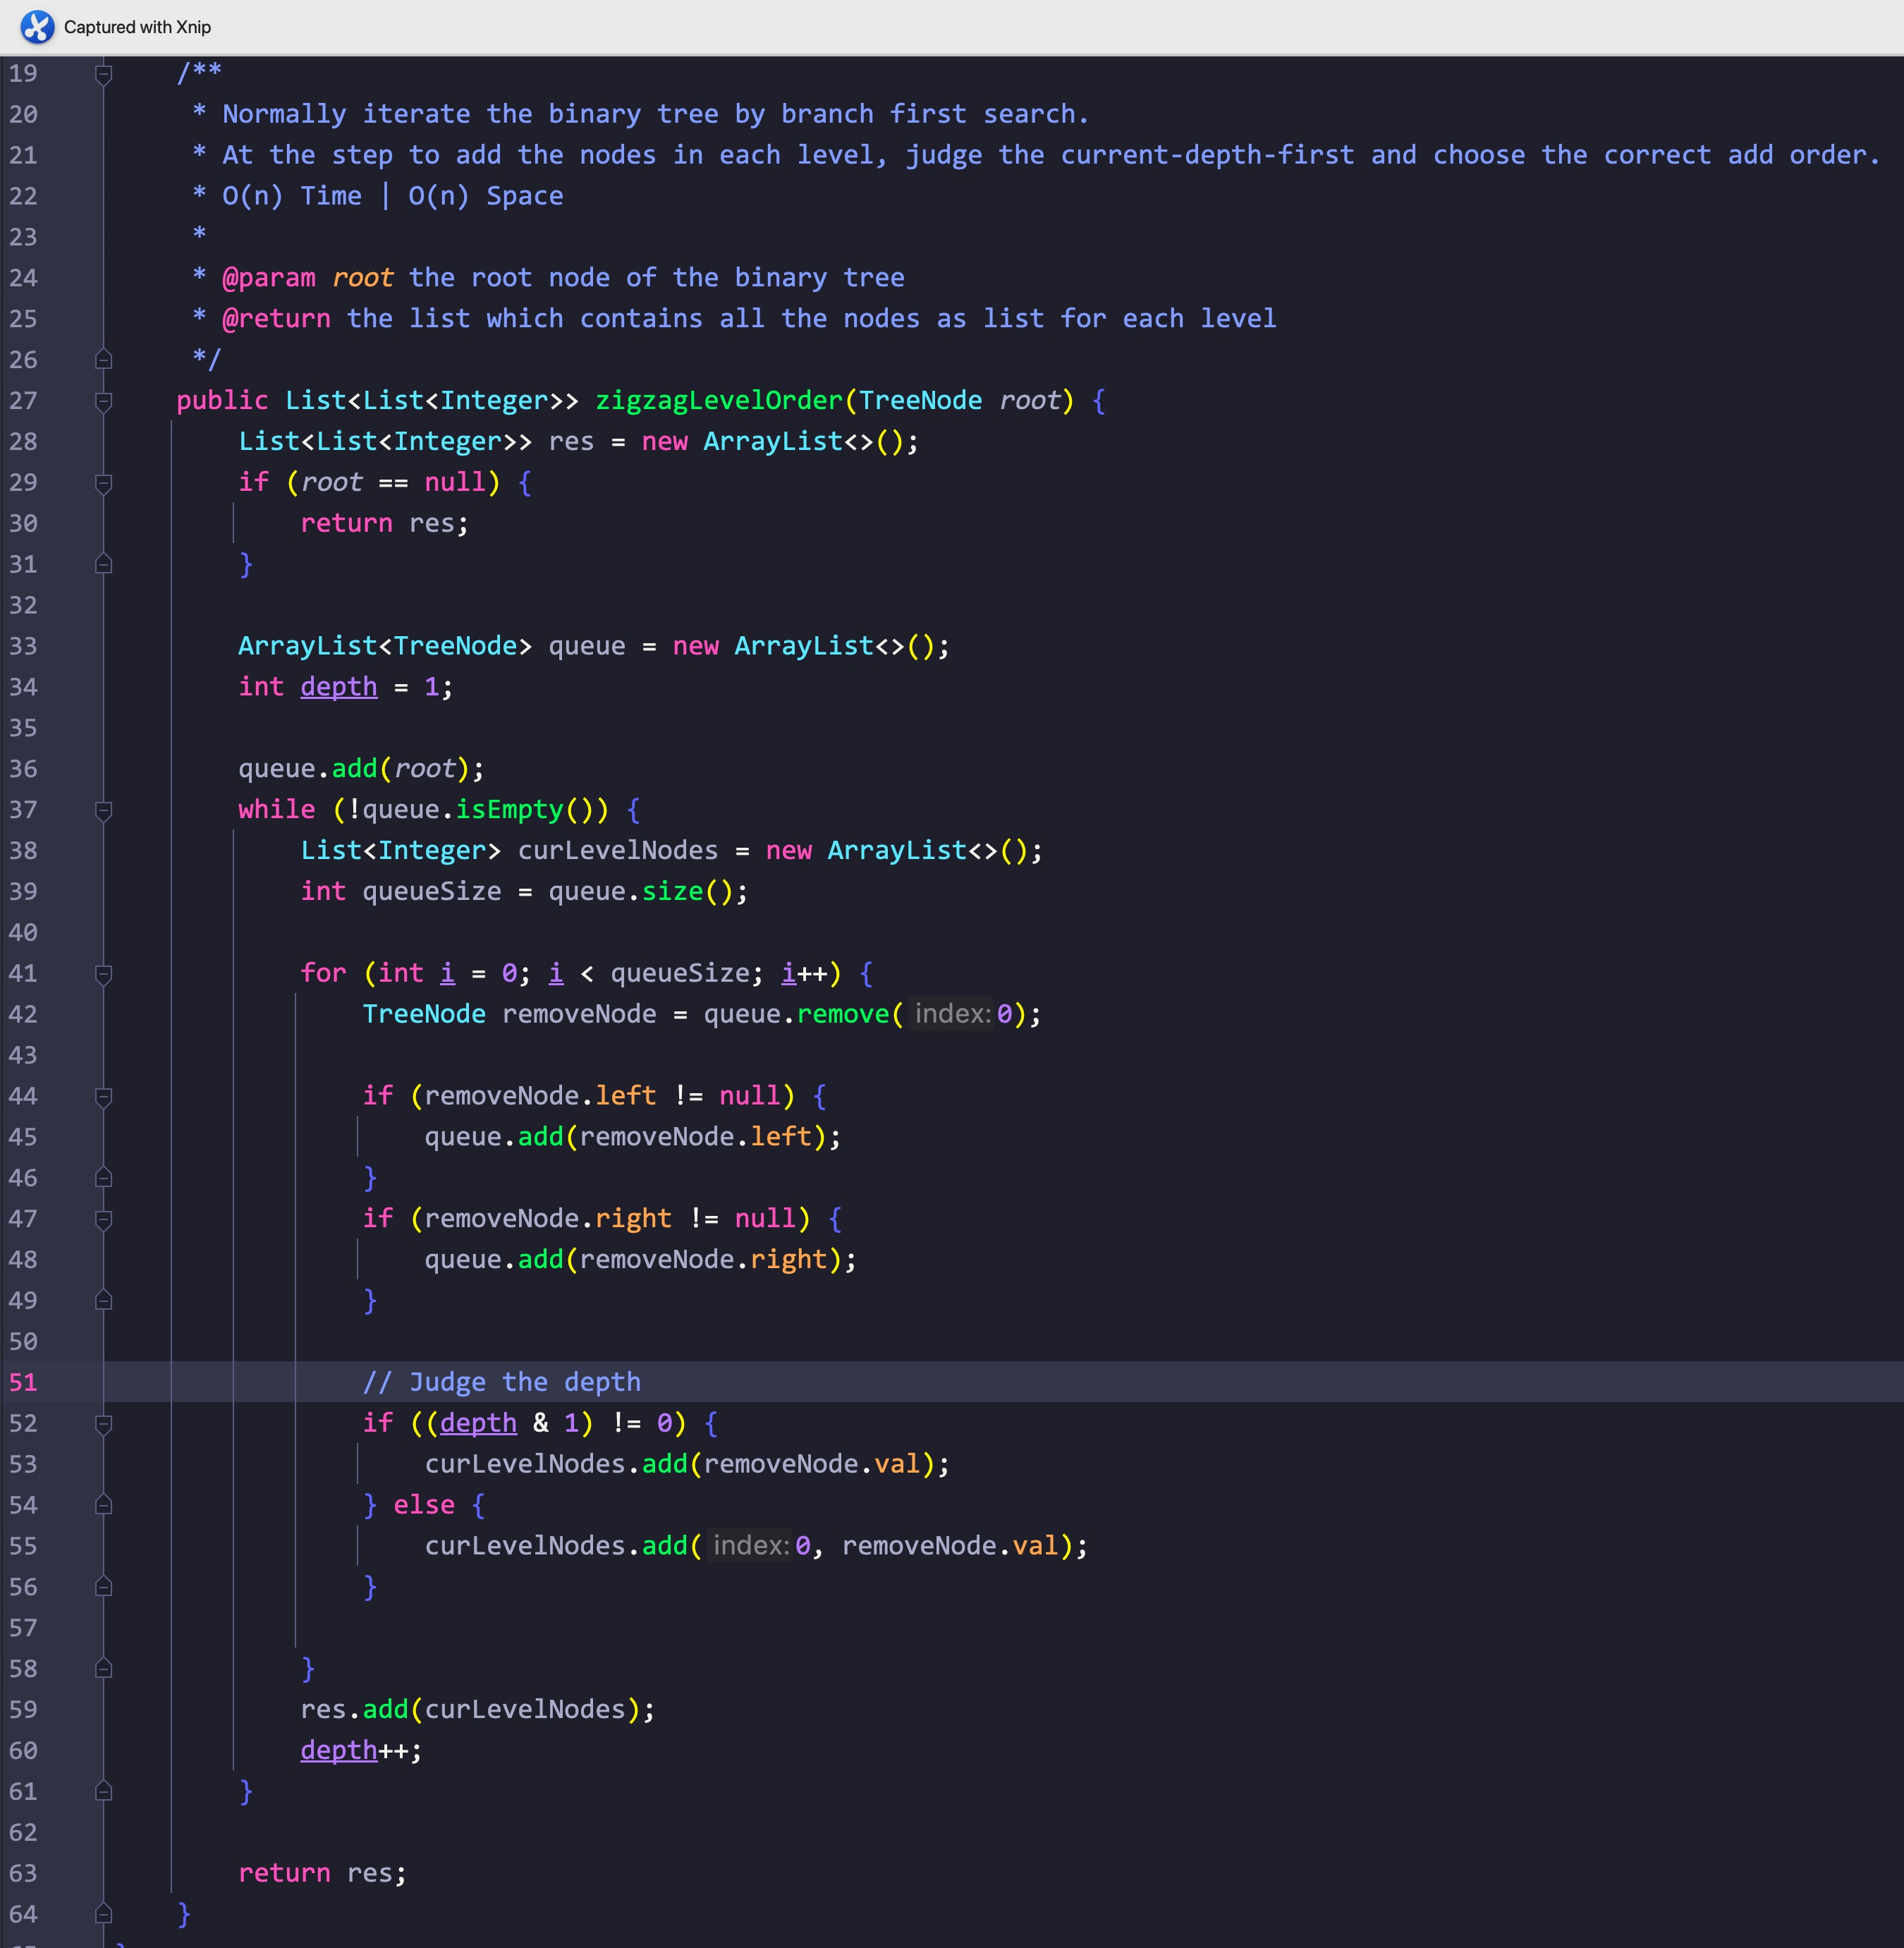 Captured with Xnip
19 /**
20 * Normally iterate the binary tree by branch first search.
21 * At the step to add the nodes in each level, judge the current-depth-first and choose the correct add order.
22 * O(n) Time | O(n) Space
23 *
24 * @param root the root node of the binary tree
25 * @return the list which contains all the nodes as list for each level
26 */
27 public List<List<Integer>> zigzagLevelOrder(TreeNode root) {
28 List<List<Integer>> res = new ArrayList<>();
29 if (root == null) {
30 return res;
31 }
32
33 ArrayList<TreeNode> queue = new ArrayList<>();
34 int depth = 1;
35
36 queue.add(root);
37 while (!queue.isEmpty()) {
38 List<Integer> curLevelNodes = new ArrayList<>();
39 int queueSize = queue.size();
40
41 for (int i = 0; i < queueSize; i++) {
42 TreeNode removeNode = queue.remove( index: 0);
43
44 if (removeNode.left != null) {
45 queue.add(removeNode.left);
46 }
47 if (removeNode.right != null) {
48 queue.add(removeNode.right);
49 }
50
51 // Judge the depth
52 if ((depth & 1) != 0) {
53 curLevelNodes.add(removeNode.val);
54 } else {
55 curLevelNodes.add( index: 0, removeNode.val);
56 }
57
58 }
59 res.add(curLevelNodes);
60 depth++;
61 }
62
63 return res;
64 }